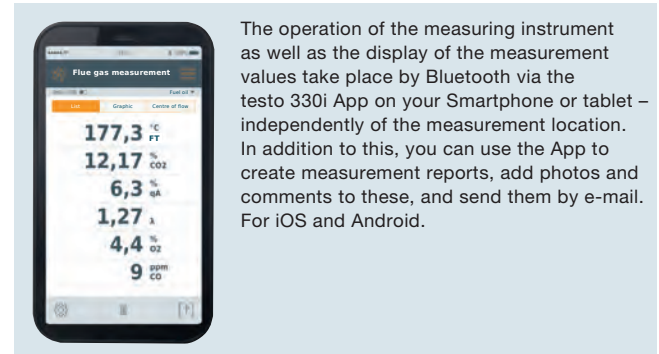 Flue gas measurement
Fuel oil
List Graphic Centre of flow
177,3 °C FT
12,17 % CO2
6,3 % qA
1,27 λ
4,4 % O2
9 ppm CO
The operation of the measuring instrument
as well as the display of the measurement
values take place by Bluetooth via the
testo 330i App on your Smartphone or tablet –
independently of the measurement location.
In addition to this, you can use the App to
create measurement reports, add photos and
comments to these, and send them by e-mail.
For iOS and Android.